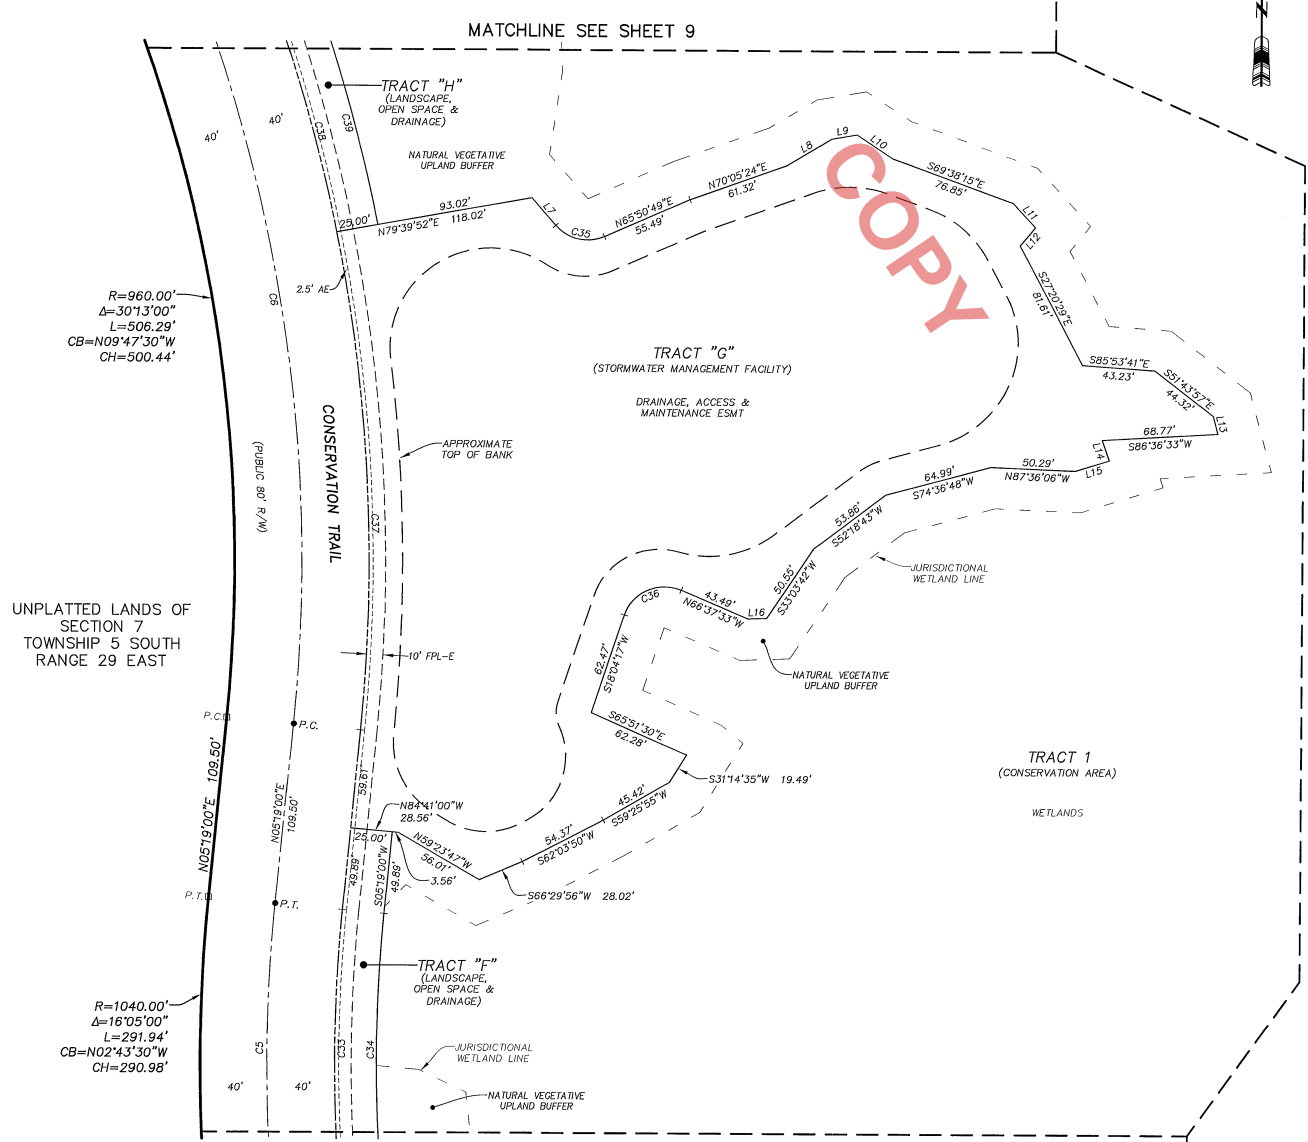 MATCHLINE SEE SHEET 9
N
TRACT "H"
(LANDSCAPE,
OPEN SPACE &
DRAINAGE)
40'
40'
C38
C39
NATURAL VEGETATIVE
UPLAND BUFFER
L9
L8
L10
COPY
S69°38'15"E
76.85'
N70°05'24"E
61.32'
93.02'
25.00'
N79°39'52"E 118.02'
L7
C35
N65°50'49"E
55.49'
L11
L12
2.5' AE
C6
S27°20'29"E
81.61'
R=960.00'
Δ=30°13'00"
L=506.29'
CB=N09°47'30"W
CH=500.44'
TRACT "G"
(STORMWATER MANAGEMENT FACILITY)
DRAINAGE, ACCESS &
MAINTENANCE ESMT
S85°53'41"E
43.23'
S51°43'57"E
44.32'
L13
68.77'
S86°36'33"W
L14
L15
50.29'
N87°36'06"W
64.99'
S74°36'48"W
53.86'
S52°18'43"W
APPROXIMATE
TOP OF BANK
CONSERVATION TRAIL
(PUBLIC 80' R/W)
C37
JURISDICTIONAL
WETLAND LINE
50.55'
S33°03'42"W
L16
43.49'
N66°37'33"W
C36
UNPLATTED LANDS OF
SECTION 7
TOWNSHIP 5 SOUTH
RANGE 29 EAST
62.47'
S18°04'17"W
10' FPL-E
NATURAL VEGETATIVE
UPLAND BUFFER
P.C.
P.C.
S65°51'30"E
62.28'
S31°14'35"W 19.49'
TRACT 1
(CONSERVATION AREA)
WETLANDS
N05°19'00"E 109.50'
N05°19'00"E
109.50'
59.61'
N84°41'00"W
28.56'
45.42'
S59°25'55"W
54.37'
S62°03'50"W
25.00'
N59°23'47"W
56.01'
3.56'
49.89'
S05°19'00"W
49.89'
S66°29'56"W 28.02'
P.T.
P.T.
TRACT "F"
(LANDSCAPE,
OPEN SPACE &
DRAINAGE)
R=1040.00'
Δ=16°05'00"
L=291.94'
CB=N02°43'30"W
CH=290.98'
C5
C33
C34
JURISDICTIONAL
WETLAND LINE
40'
40'
NATURAL VEGETATIVE
UPLAND BUFFER